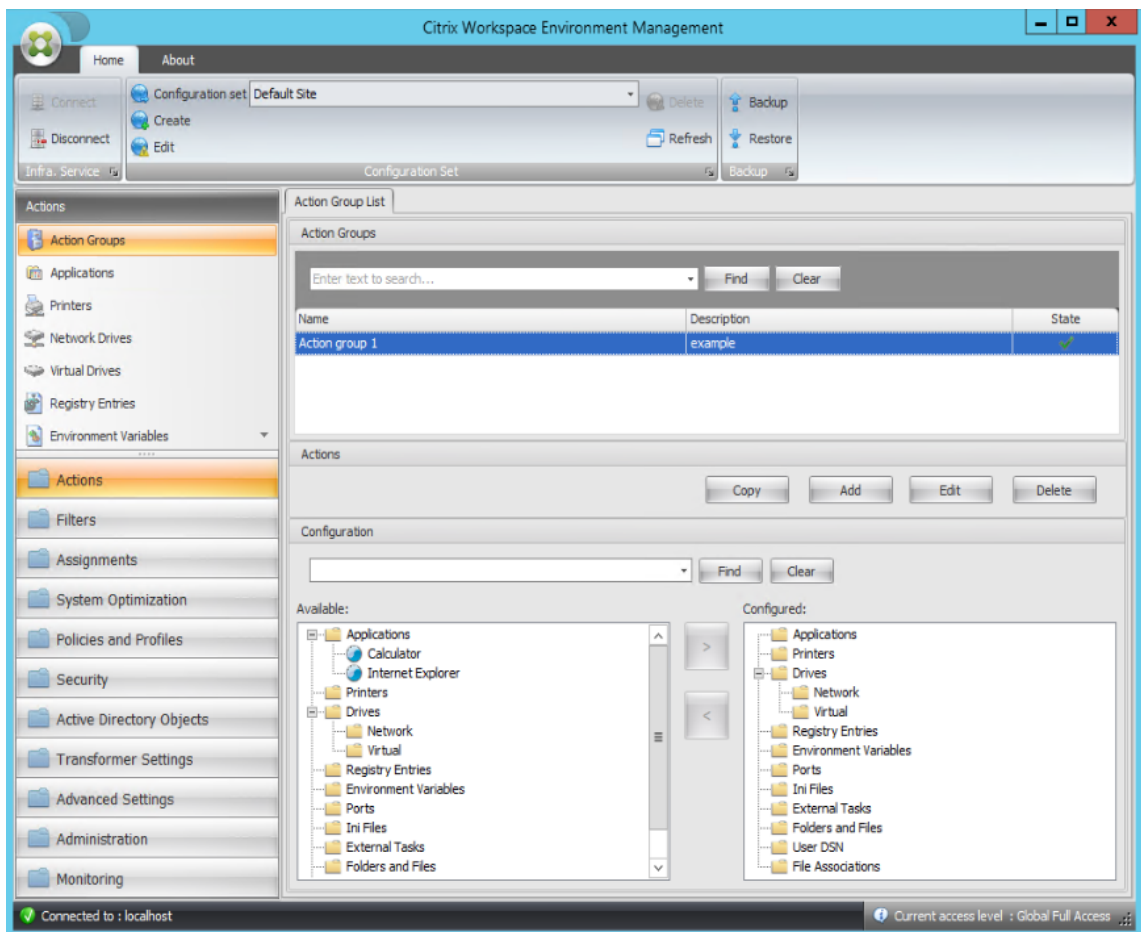 Citrix Workspace Environment Management
Home About
Connect
Disconnect
Infra. Service
Configuration set Default Site
Create
Edit
Delete
Refresh
Configuration Set
Backup
Restore
Backup
Actions
Action Groups
Applications
Printers
Network Drives
Virtual Drives
Registry Entries
Environment Variables
Actions
Filters
Assignments
System Optimization
Policies and Profiles
Security
Active Directory Objects
Transformer Settings
Advanced Settings
Administration
Monitoring
Action Group List
Action Groups
Enter text to search... Find Clear
Name Description State
Action group 1 example
Actions
Copy Add Edit Delete
Configuration
Find Clear
Available:
Applications
Calculator
Internet Explorer
Printers
Drives
Network
Virtual
Registry Entries
Environment Variables
Ports
Ini Files
External Tasks
Folders and Files
Configured:
Applications
Printers
Drives
Network
Virtual
Registry Entries
Environment Variables
Ports
Ini Files
External Tasks
Folders and Files
User DSN
File Associations
Connected to : localhost
Current access level : Global Full Access